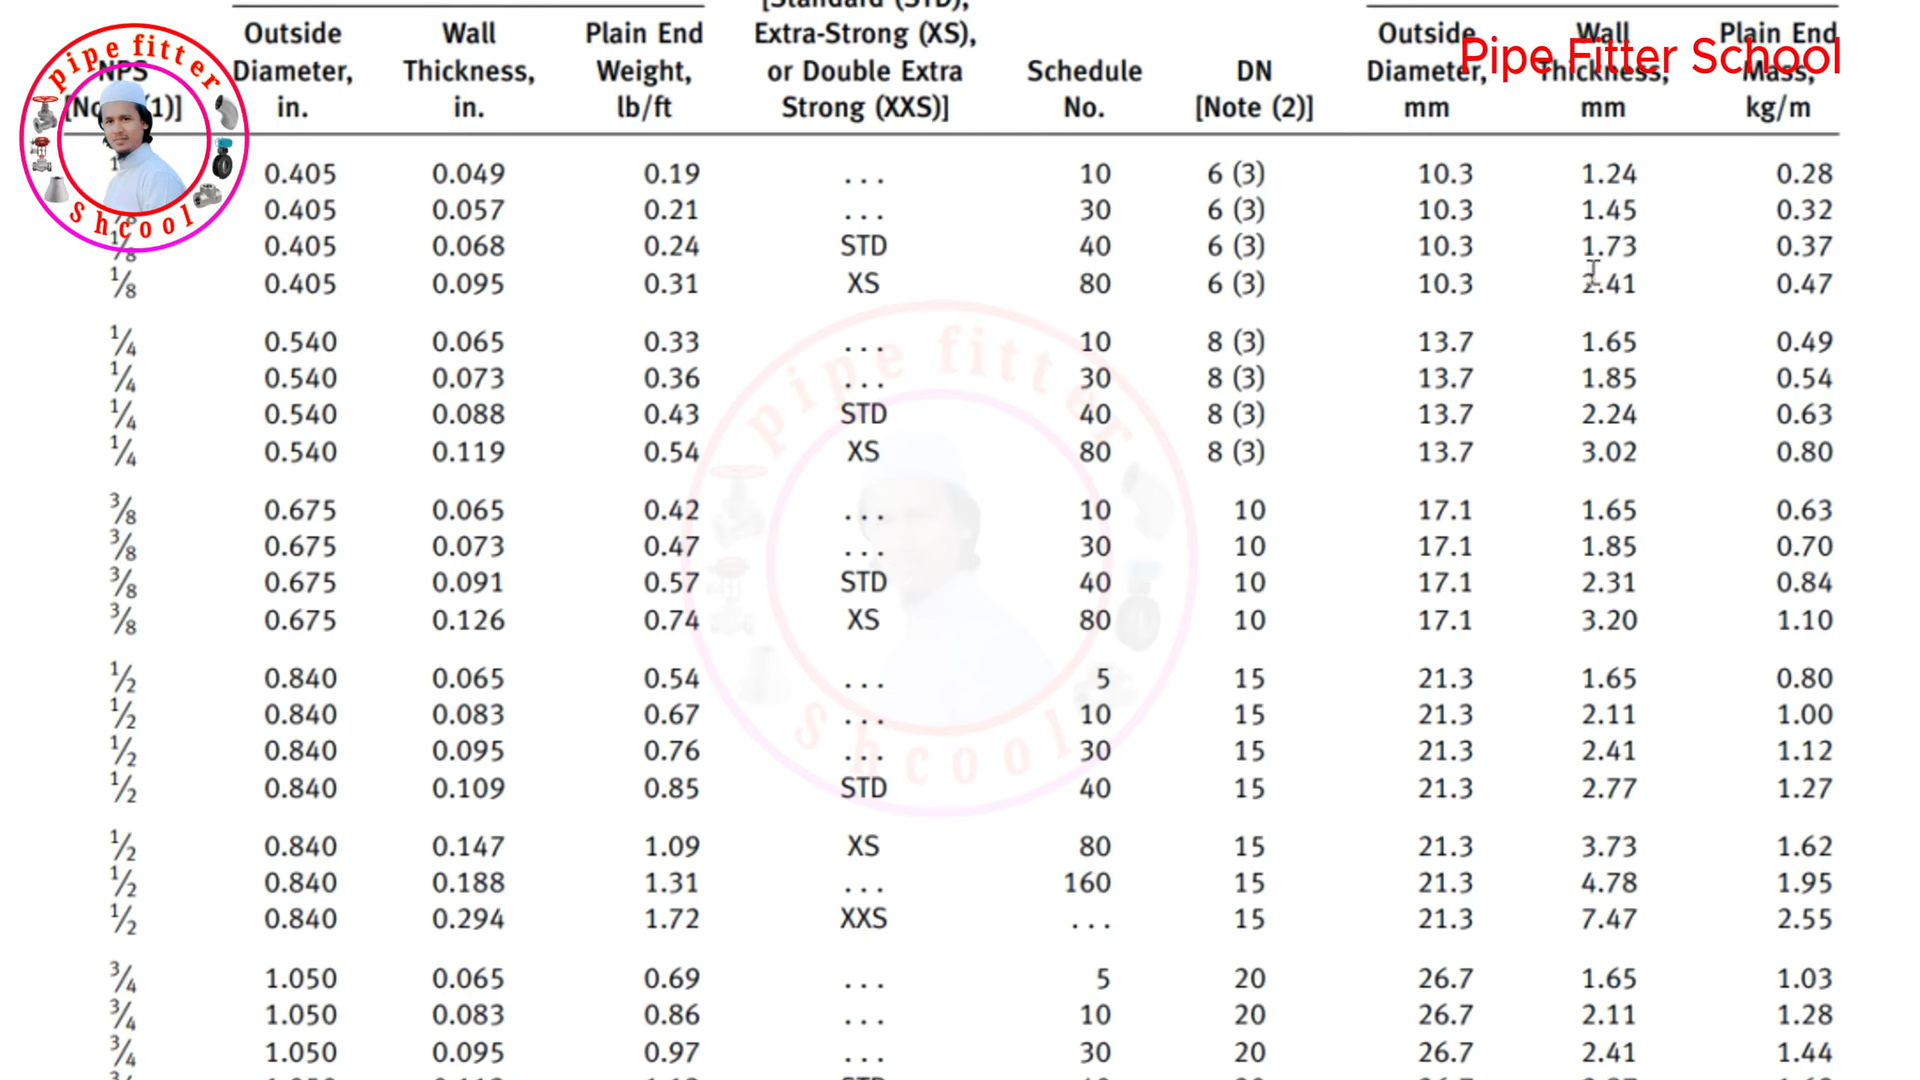 [Standard (STD),
Outside Wall Plain End Extra-Strong (XS), Outside Wall Plain End
Pipe Fitter School
NPS Diameter, Thickness, Weight, or Double Extra Schedule DN Diameter, Thickness, Mass,
[No (1)] in. in. lb/ft Strong (XXS)] No. [Note (2)] mm mm kg/m
pipe fitter
Shcool
0.405 0.049 0.19 ... 10 6 (3) 10.3 1.24 0.28
0.405 0.057 0.21 ... 30 6 (3) 10.3 1.45 0.32
1/8 0.405 0.068 0.24 STD 40 6 (3) 10.3 1.73 0.37
1/8 0.405 0.095 0.31 XS 80 6 (3) 10.3 2.41 0.47
1/4 0.540 0.065 0.33 ... 10 8 (3) 13.7 1.65 0.49
1/4 0.540 0.073 0.36 ... 30 8 (3) 13.7 1.85 0.54
1/4 0.540 0.088 0.43 STD 40 8 (3) 13.7 2.24 0.63
1/4 0.540 0.119 0.54 XS 80 8 (3) 13.7 3.02 0.80
3/8 0.675 0.065 0.42 ... 10 10 17.1 1.65 0.63
3/8 0.675 0.073 0.47 ... 30 10 17.1 1.85 0.70
3/8 0.675 0.091 0.57 STD 40 10 17.1 2.31 0.84
3/8 0.675 0.126 0.74 XS 80 10 17.1 3.20 1.10
1/2 0.840 0.065 0.54 ... 5 15 21.3 1.65 0.80
1/2 0.840 0.083 0.67 ... 10 15 21.3 2.11 1.00
1/2 0.840 0.095 0.76 ... 30 15 21.3 2.41 1.12
1/2 0.840 0.109 0.85 STD 40 15 21.3 2.77 1.27
1/2 0.840 0.147 1.09 XS 80 15 21.3 3.73 1.62
1/2 0.840 0.188 1.31 ... 160 15 21.3 4.78 1.95
1/2 0.840 0.294 1.72 XXS ... 15 21.3 7.47 2.55
3/4 1.050 0.065 0.69 ... 5 20 26.7 1.65 1.03
3/4 1.050 0.083 0.86 ... 10 20 26.7 2.11 1.28
3/4 1.050 0.095 0.97 ... 30 20 26.7 2.41 1.44
pipe fitter
Shcool